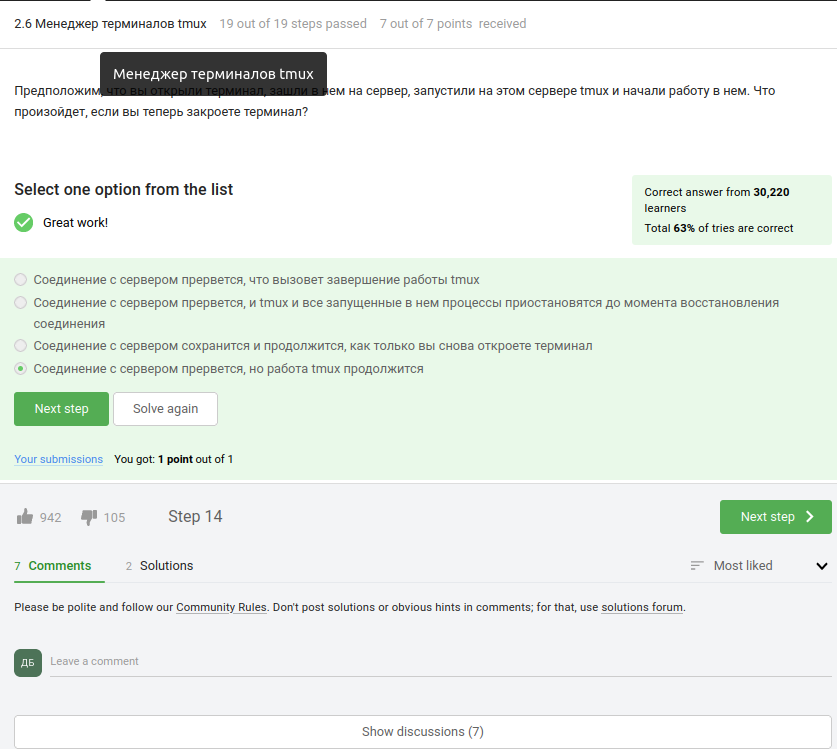 2.6 Менеджер терминалов tmux 19 out of 19 steps passed 7 out of 7 points received
Менеджер терминалов tmux
Предположим, что вы открыли терминал, зашли в нем на сервер, запустили на этом сервере tmux и начали работу в нем. Что
произойдет, если вы теперь закроете терминал?
Select one option from the list
Great work!
Correct answer from 30,220
learners
Total 63% of tries are correct
Соединение с сервером прервется, что вызовет завершение работы tmux
Соединение с сервером прервется, и tmux и все запущенные в нем процессы приостановятся до момента восстановления
соединения
Соединение с сервером сохранится и продолжится, как только вы снова откроете терминал
Соединение с сервером прервется, но работа tmux продолжится
Next step Solve again
Your submissions You got: 1 point out of 1
942 105 Step 14 Next step
7 Comments 2 Solutions Most liked
Please be polite and follow our Community Rules. Don't post solutions or obvious hints in comments; for that, use solutions forum.
ДБ Leave a comment
Show discussions (7)